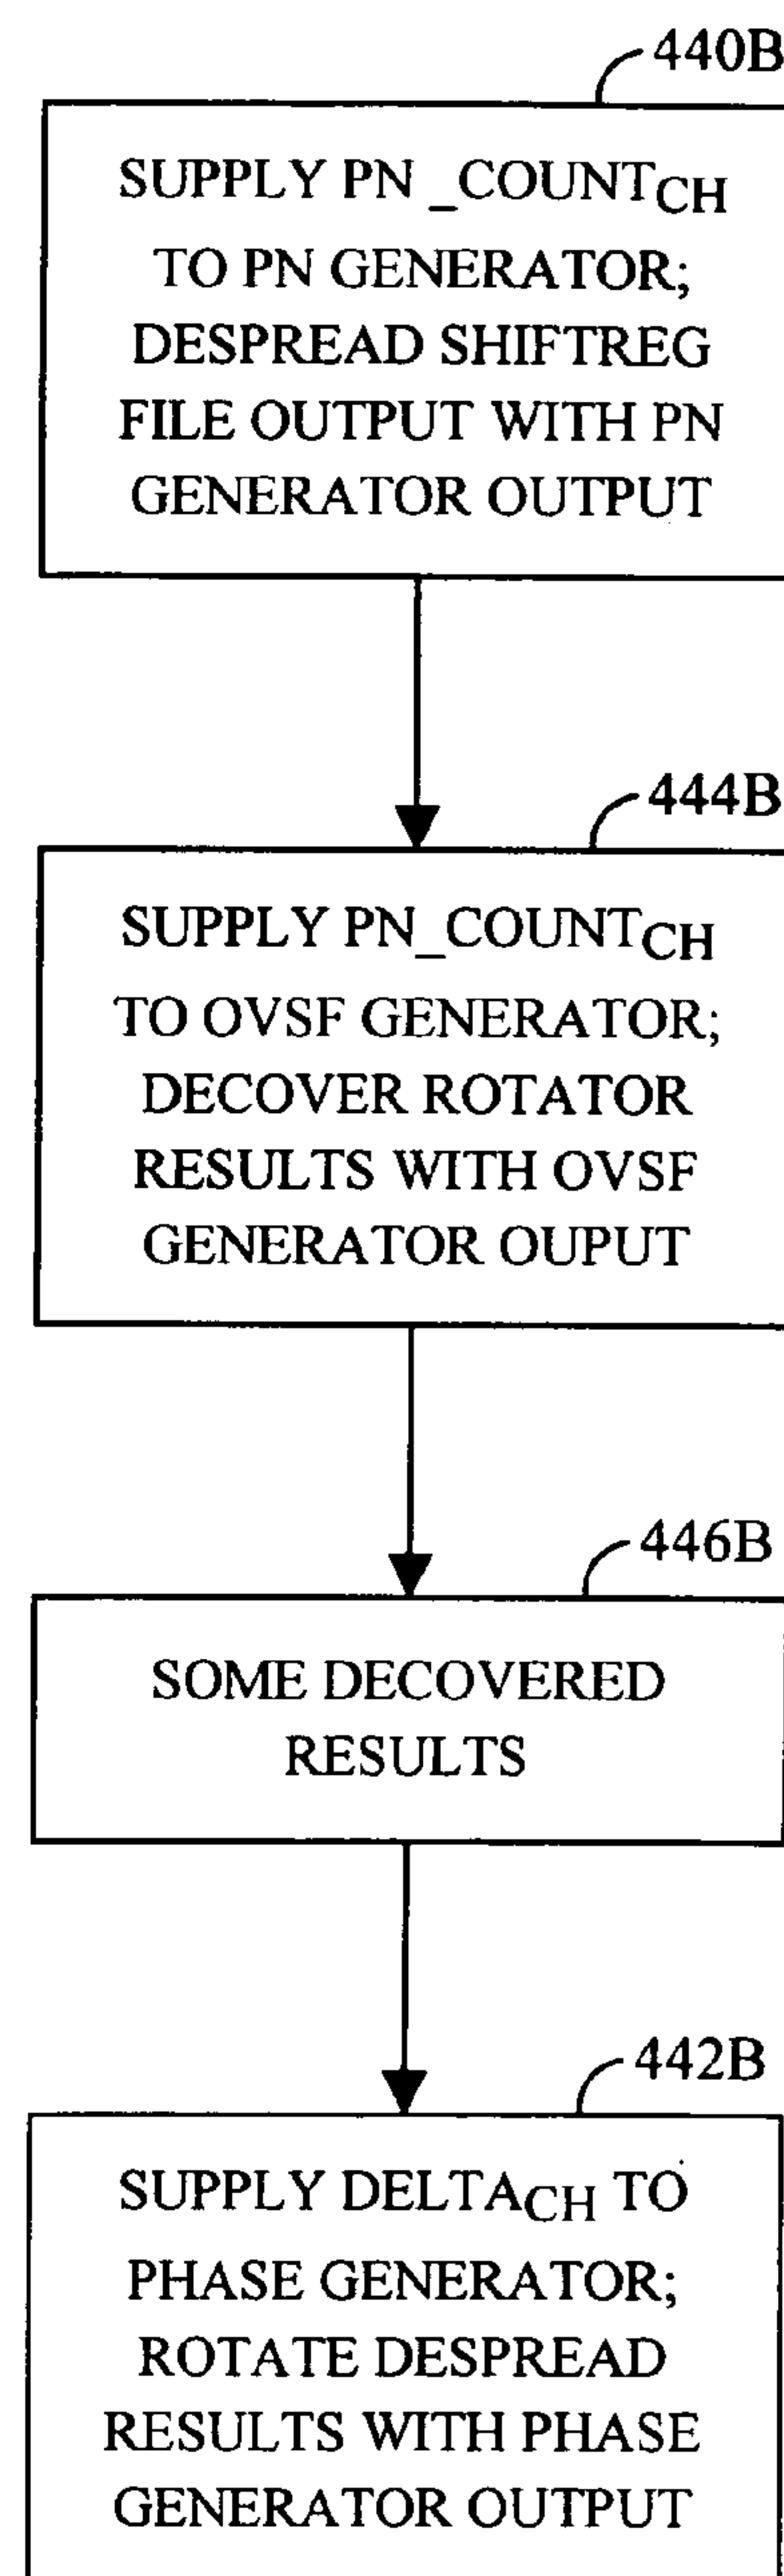 440B
SUPPLY PN _COUNTCH
TO PN GENERATOR;
DESPREAD SHIFTREG
FILE OUTPUT WITH PN
GENERATOR OUTPUT
444B
SUPPLY PN_COUNTCH
TO OVSF GENERATOR;
DECOVER ROTATOR
RESULTS WITH OVSF
GENERATOR OUPUT
446B
SOME DECOVERED
RESULTS
442B
SUPPLY DELTACH TO
PHASE GENERATOR;
ROTATE DESPREAD
RESULTS WITH PHASE
GENERATOR OUTPUT